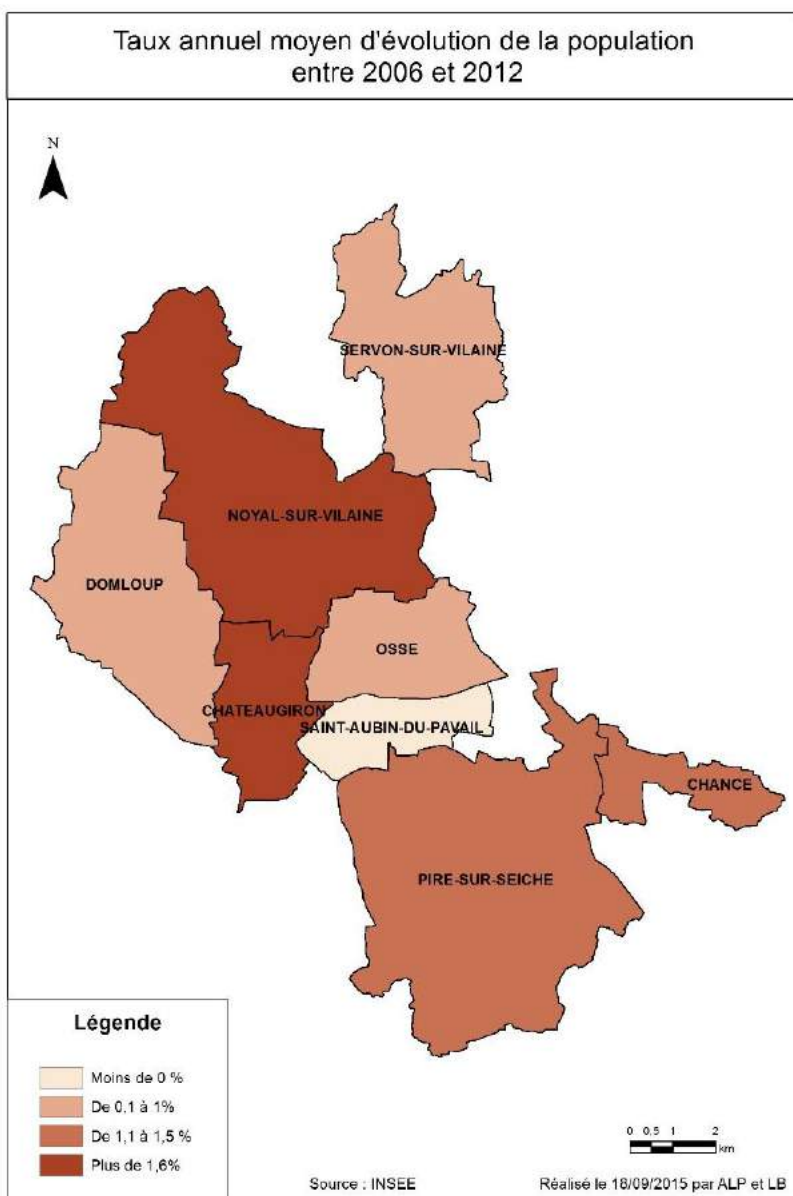 Taux annuel moyen d'évolution de la population
entre 2006 et 2012
N
SERVON-SUR-VILAINE
NOYAL-SUR-VILAINE
DOMLOUP
OSSE
CHATEAUGIRON
SAINT-AUBIN-DU-PAVAIL
CHANCE
PIRE-SUR-SEICHE
Légende
Moins de 0 %
De 0,1 à 1%
De 1,1 à 1,5 %
Plus de 1,6%
0 0,5 1 2
km
Source : INSEE
Réalisé le 18/09/2015 par ALP et LB